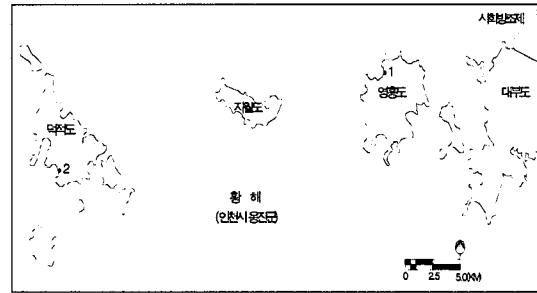 시화방조제
1
영흥도
대부도
자월도
덕적도
2
황 해
(인천시 옹진군)
0 2.5 5.0(KM)